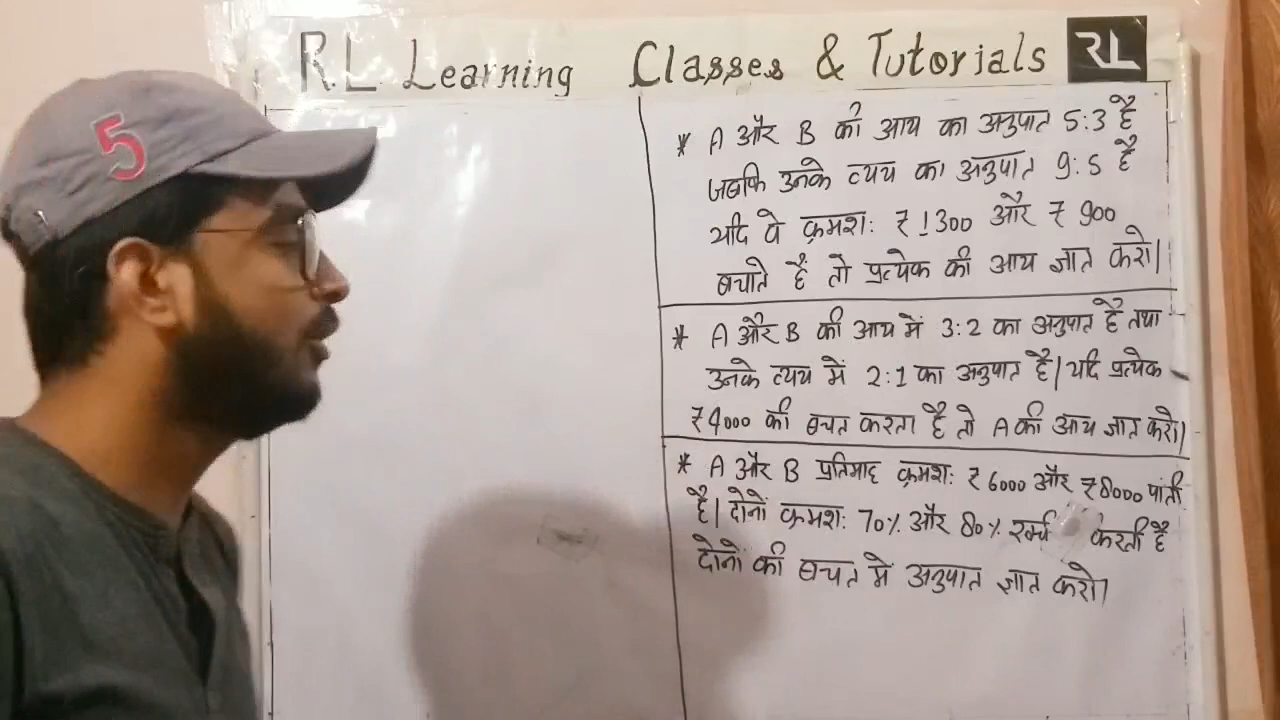 RL Learning Classes & Tutorials RL
5
* A और B की आय का अनुपात 5:3 है
जबकि उनके व्यय का अनुपात 9:5 है
यदि वे क्रमश: ₹ 1300 और ₹ 900
बचाते है तो प्रत्येक की आय ज्ञात करो।
* A और B की आय में 3:2 का अनुपात है तथा
उनके व्यय में 2:1 का अनुपात है। यदि प्रत्येक
₹4000 की बचत करता है तो A की आय ज्ञात करो।
* A और B प्रतिमाह क्रमश: ₹6000 और ₹8000 पाती
है। दोनों क्रमश: 70% और 80% खर्च करती है
दोनों की बचत मे अनुपात ज्ञात करो।